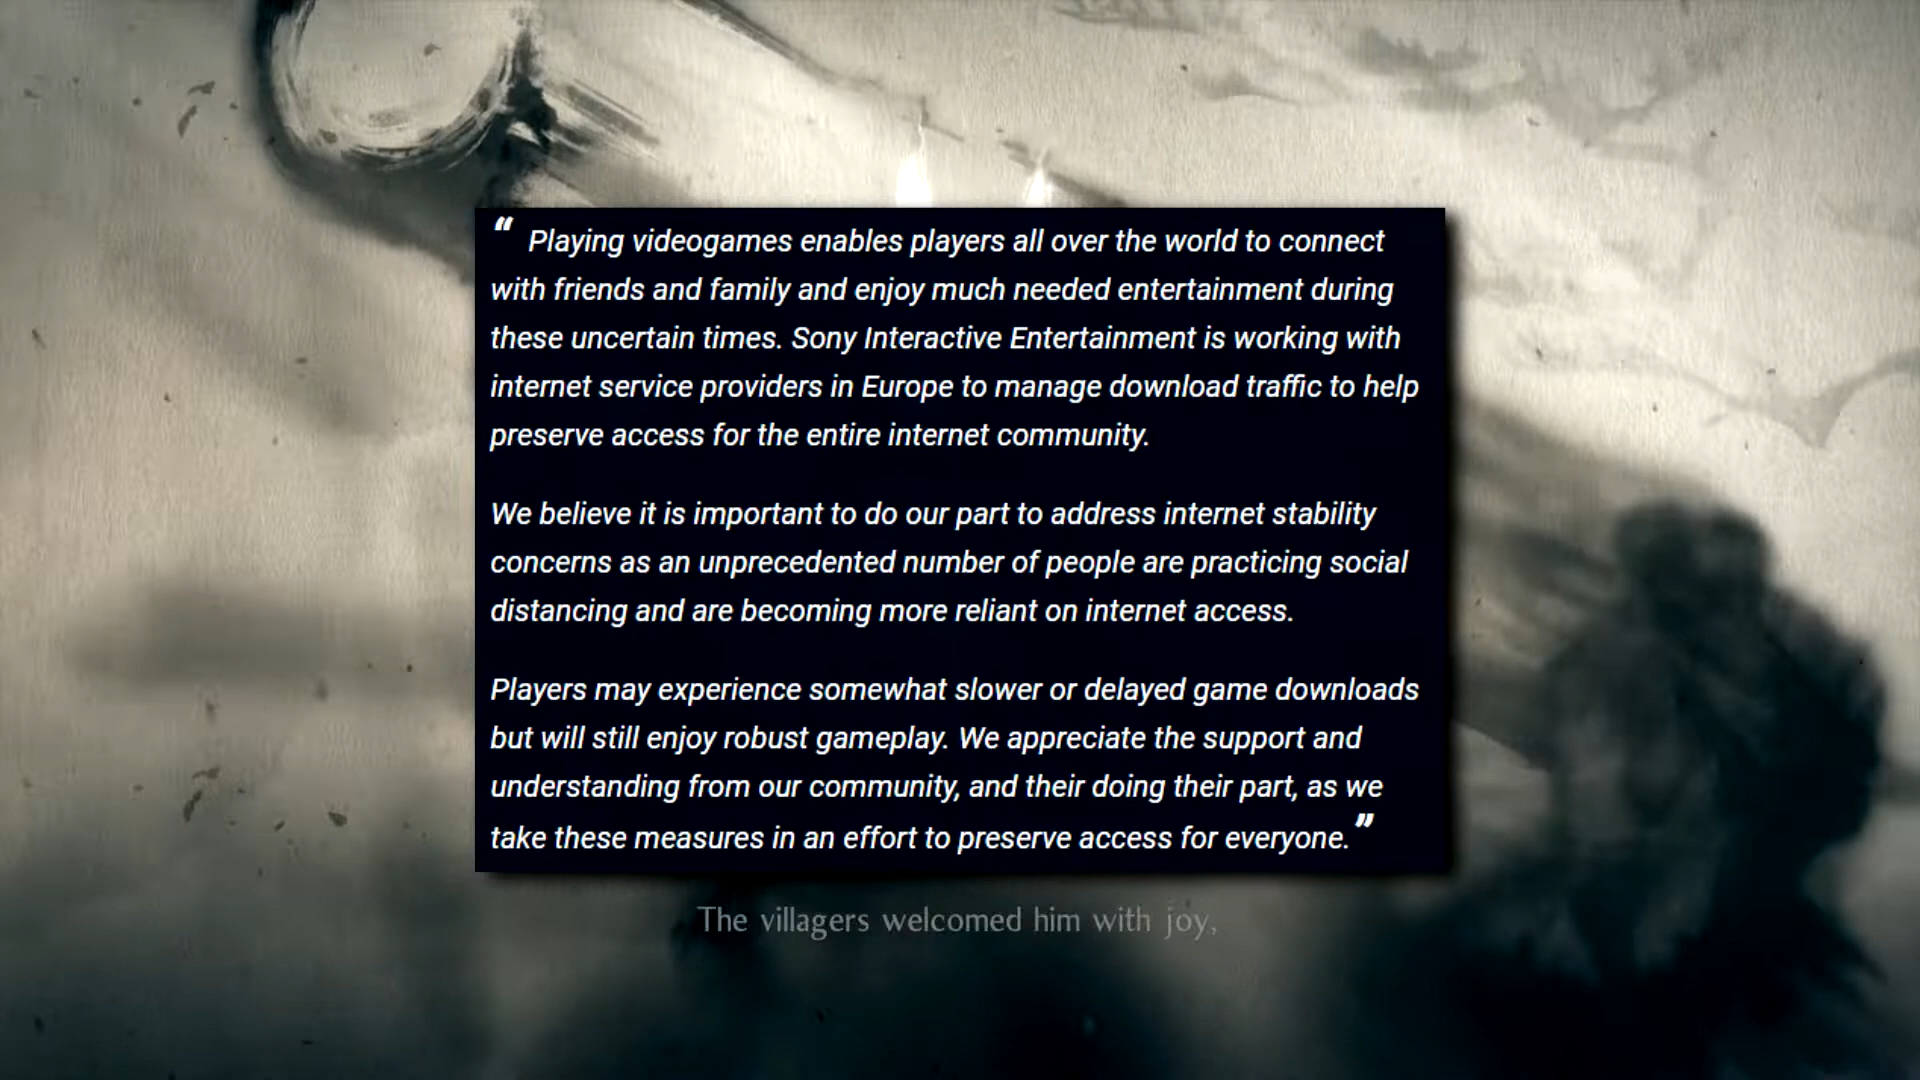 “ Playing videogames enables players all over the world to connect
with friends and family and enjoy much needed entertainment during
these uncertain times. Sony Interactive Entertainment is working with
internet service providers in Europe to manage download traffic to help
preserve access for the entire internet community.
We believe it is important to do our part to address internet stability
concerns as an unprecedented number of people are practicing social
distancing and are becoming more reliant on internet access.
Players may experience somewhat slower or delayed game downloads
but will still enjoy robust gameplay. We appreciate the support and
understanding from our community, and their doing their part, as we
take these measures in an effort to preserve access for everyone.”
The villagers welcomed him with joy,